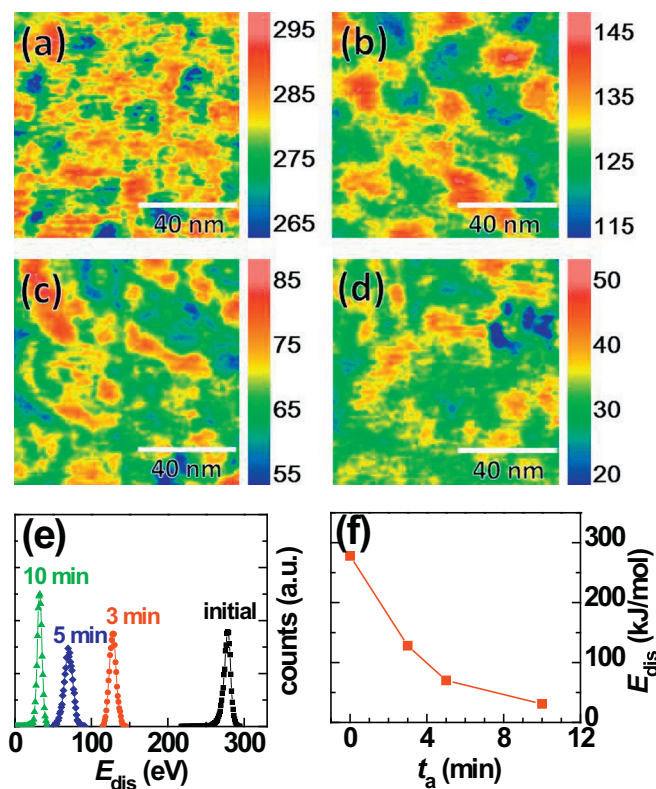 (a)
295
285
275
265
40 nm
(b)
145
135
125
115
40 nm
(c)
85
75
65
55
40 nm
(d)
50
40
30
20
40 nm
(e)
10 min
5 min
3 min
initial
counts (a.u.)
0 100 200 300
E_dis (eV)
(f)
300
200
100
0
E_dis (kJ/mol)
0 4 8 12
t_a (min)